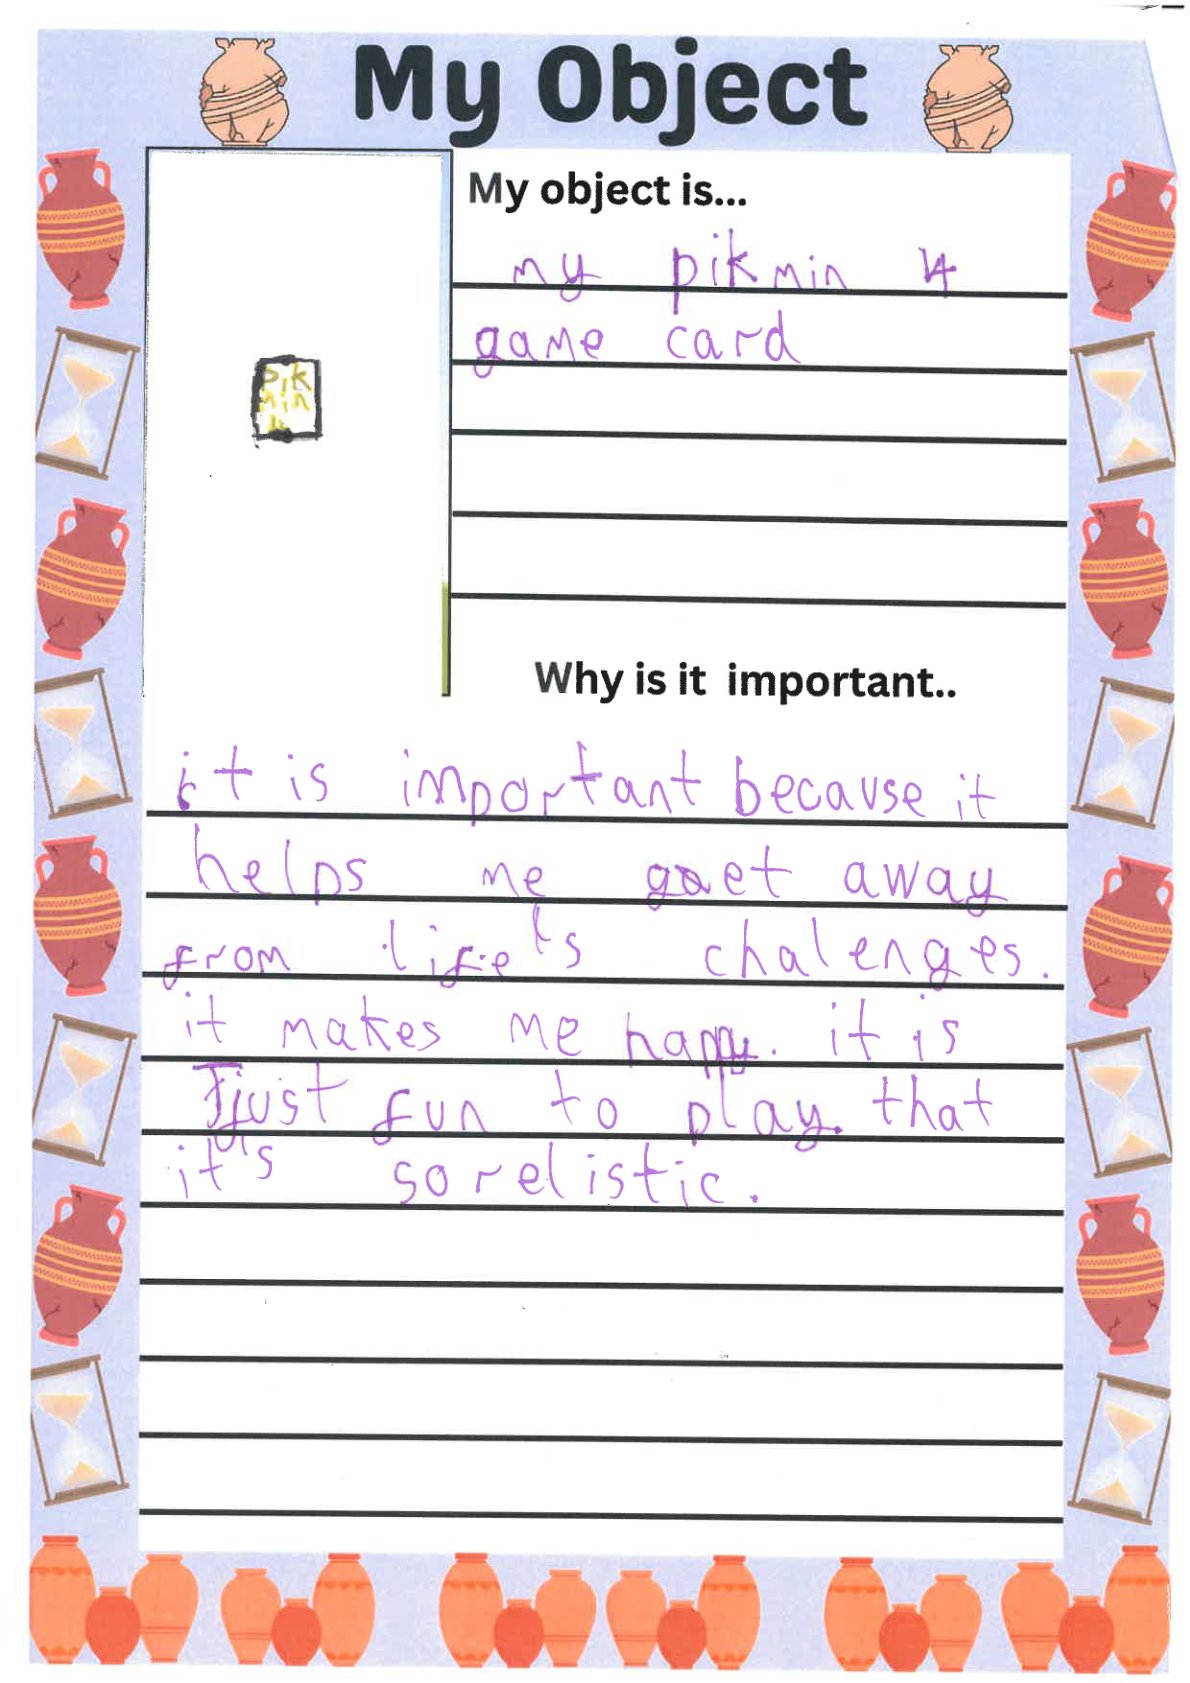 My Object
My object is...
my pikmin 4
game card
pik
min
4
Why is it important..
it is important because it
helps me get away
from life's chalenges.
it makes me happy. it is
just fun to play. that
it's so relistic.